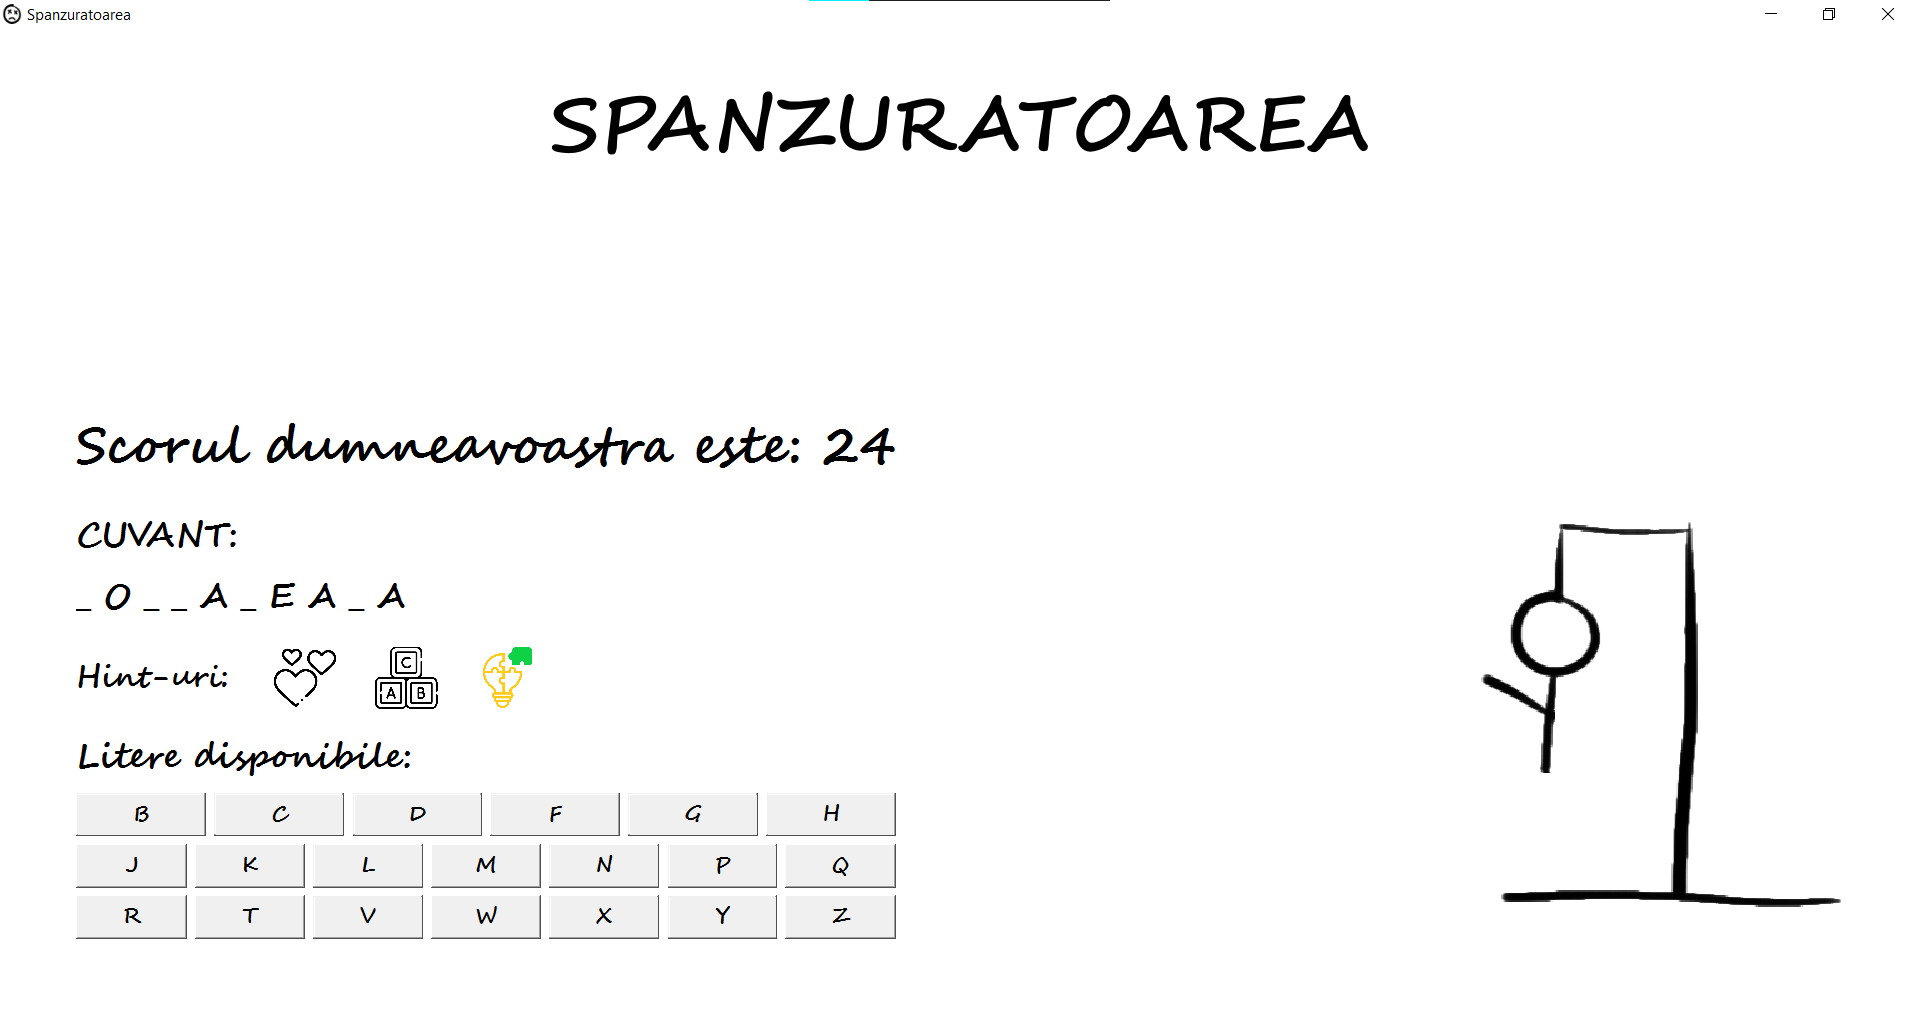 Spanzuratoarea
SPANZURATOAREA
Scorul dumneavoastra este: 24
CUVANT:
_ O _ _ A _ E A _ A
Hint-uri:
C
A B
Litere disponibile:
B C D F G H
J K L M N P Q
R T V W X Y Z